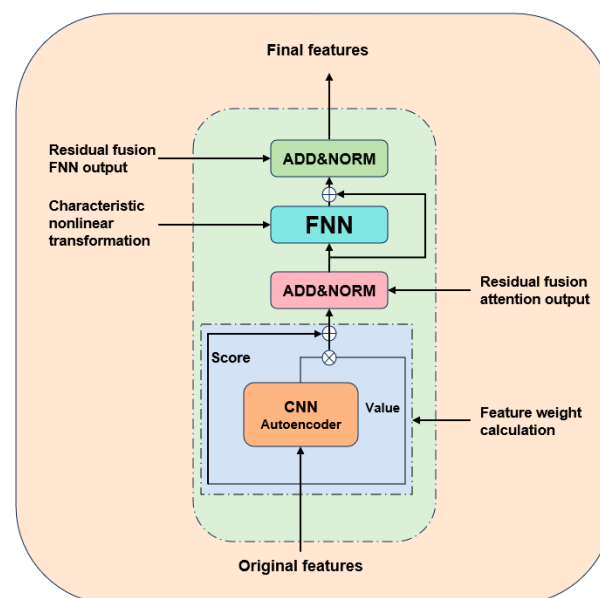 Final features
Residual fusion
FNN output
ADD&NORM
Characteristic
nonlinear
transformation
FNN
ADD&NORM
Residual fusion
attention output
Score
CNN
Autoencoder
Value
Feature weight
calculation
Original features